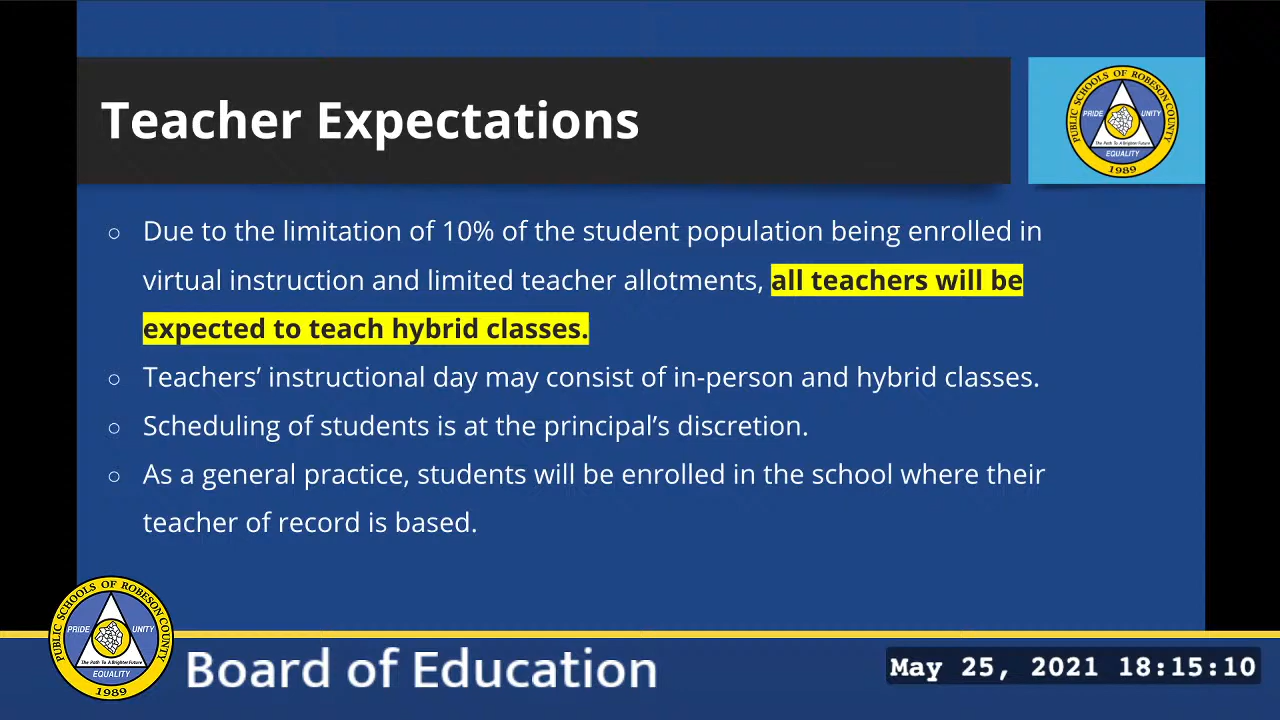 Teacher Expectations
PUBLIC SCHOOLS OF ROBESON COUNTY
PRIDE
UNITY
The Path To A Brighter Future
EQUALITY
1989
○ Due to the limitation of 10% of the student population being enrolled in
virtual instruction and limited teacher allotments, all teachers will be
expected to teach hybrid classes.
○ Teachers’ instructional day may consist of in-person and hybrid classes.
○ Scheduling of students is at the principal’s discretion.
○ As a general practice, students will be enrolled in the school where their
teacher of record is based.
PUBLIC SCHOOLS OF ROBESON COUNTY
PRIDE
UNITY
The Path To A Brighter Future
EQUALITY
1989
Board of Education
May 25, 2021 18:15:10